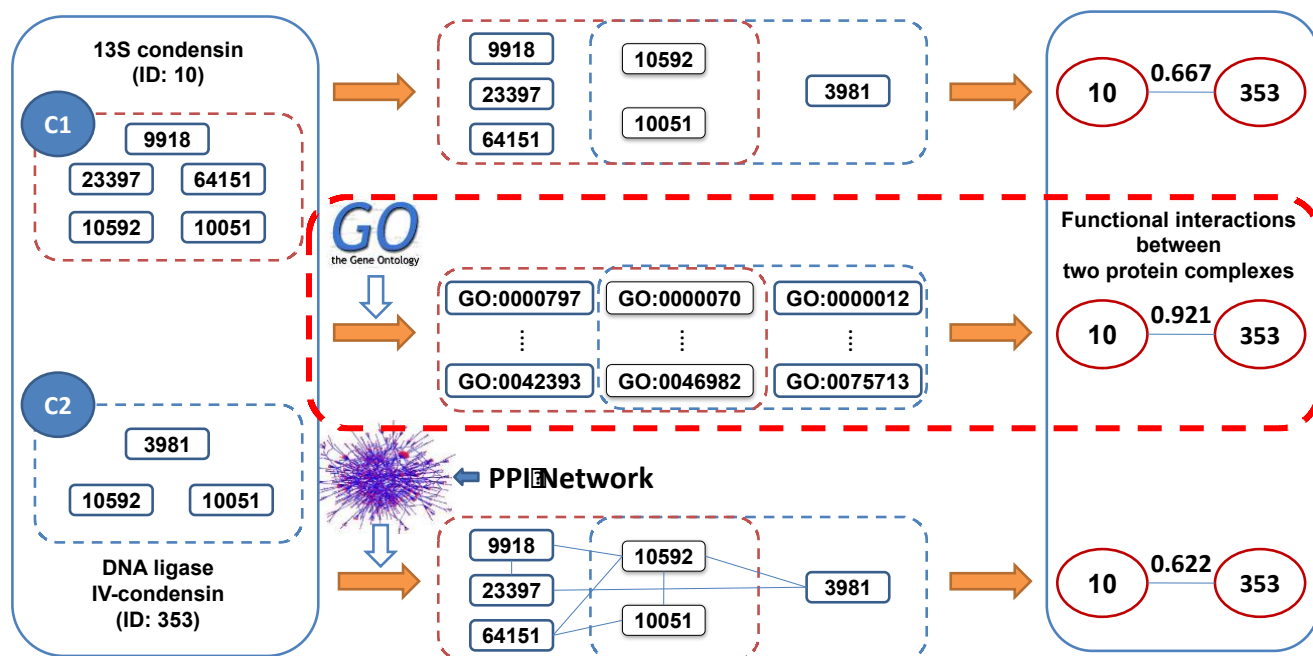 13S condensin
(ID: 10)
C1
9918
23397 64151
10592 10051
C2
3981
10592 10051
DNA ligase
IV-condensin
(ID: 353)
9918
23397
64151
10592
10051
3981
0.667
10 353
GO
the Gene Ontology
GO:0000797 GO:0000070 GO:0000012
⋮ ⋮ ⋮
GO:0042393 GO:0046982 GO:0075713
Functional interactions
between
two protein complexes
0.921
10 353
PPI Network
9918
23397
64151
10592
10051
3981
0.622
10 353